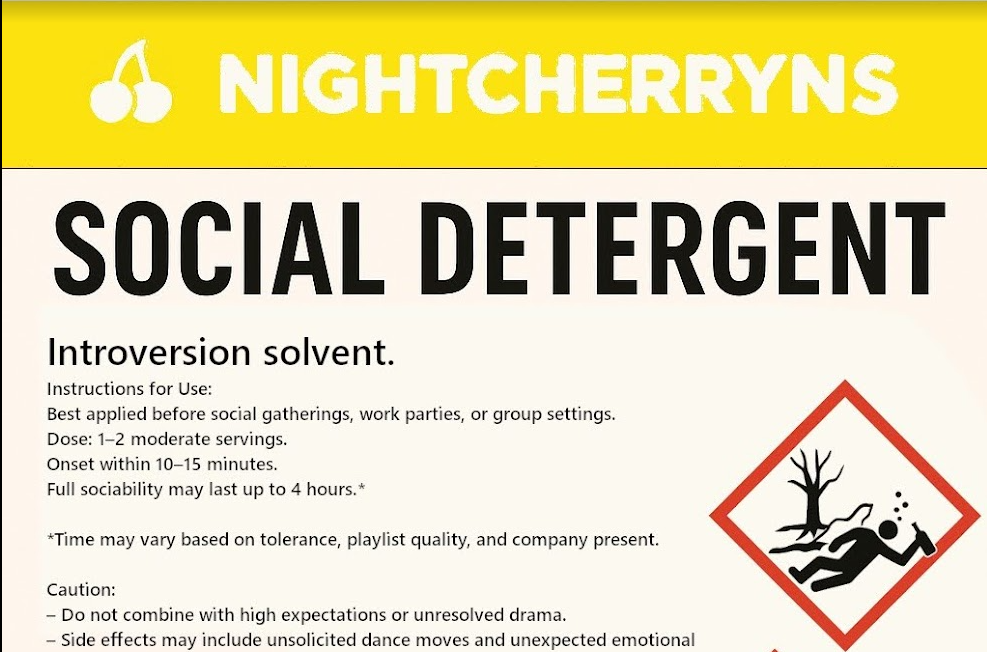 NIGHTCHERRYNS
SOCIAL DETERGENT
Introversion solvent.
Instructions for Use:
Best applied before social gatherings, work parties, or group settings.
Dose: 1–2 moderate servings.
Onset within 10–15 minutes.
Full sociability may last up to 4 hours.*
*Time may vary based on tolerance, playlist quality, and company present.
Caution:
– Do not combine with high expectations or unresolved drama.
– Side effects may include unsolicited dance moves and unexpected emotional